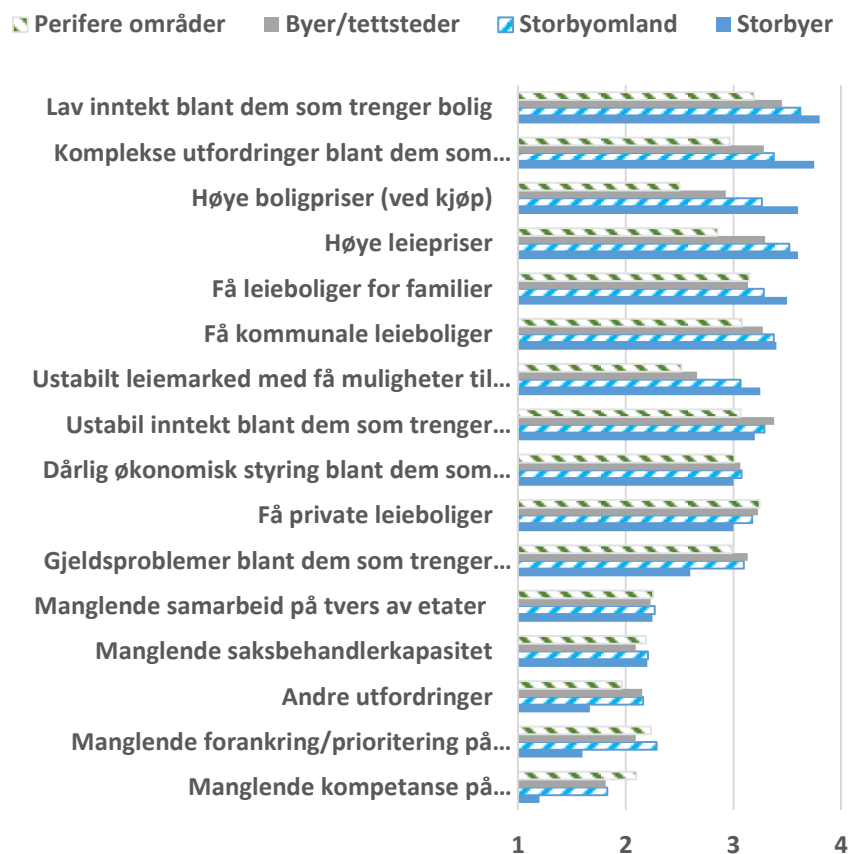 Perifere områder Byer/tettsteder Storbyomland Storbyer
Lav inntekt blant dem som trenger bolig
Komplekse utfordringer blant dem som…
Høye boligpriser (ved kjøp)
Høye leiepriser
Få leieboliger for familier
Få kommunale leieboliger
Ustabilt leiemarked med få muligheter til…
Ustabil inntekt blant dem som trenger…
Dårlig økonomisk styring blant dem som…
Få private leieboliger
Gjeldsproblemer blant dem som trenger…
Manglende samarbeid på tvers av etater
Manglende saksbehandlerkapasitet
Andre utfordringer
Manglende forankring/prioritering på…
Manglende kompetanse på…
1 2 3 4